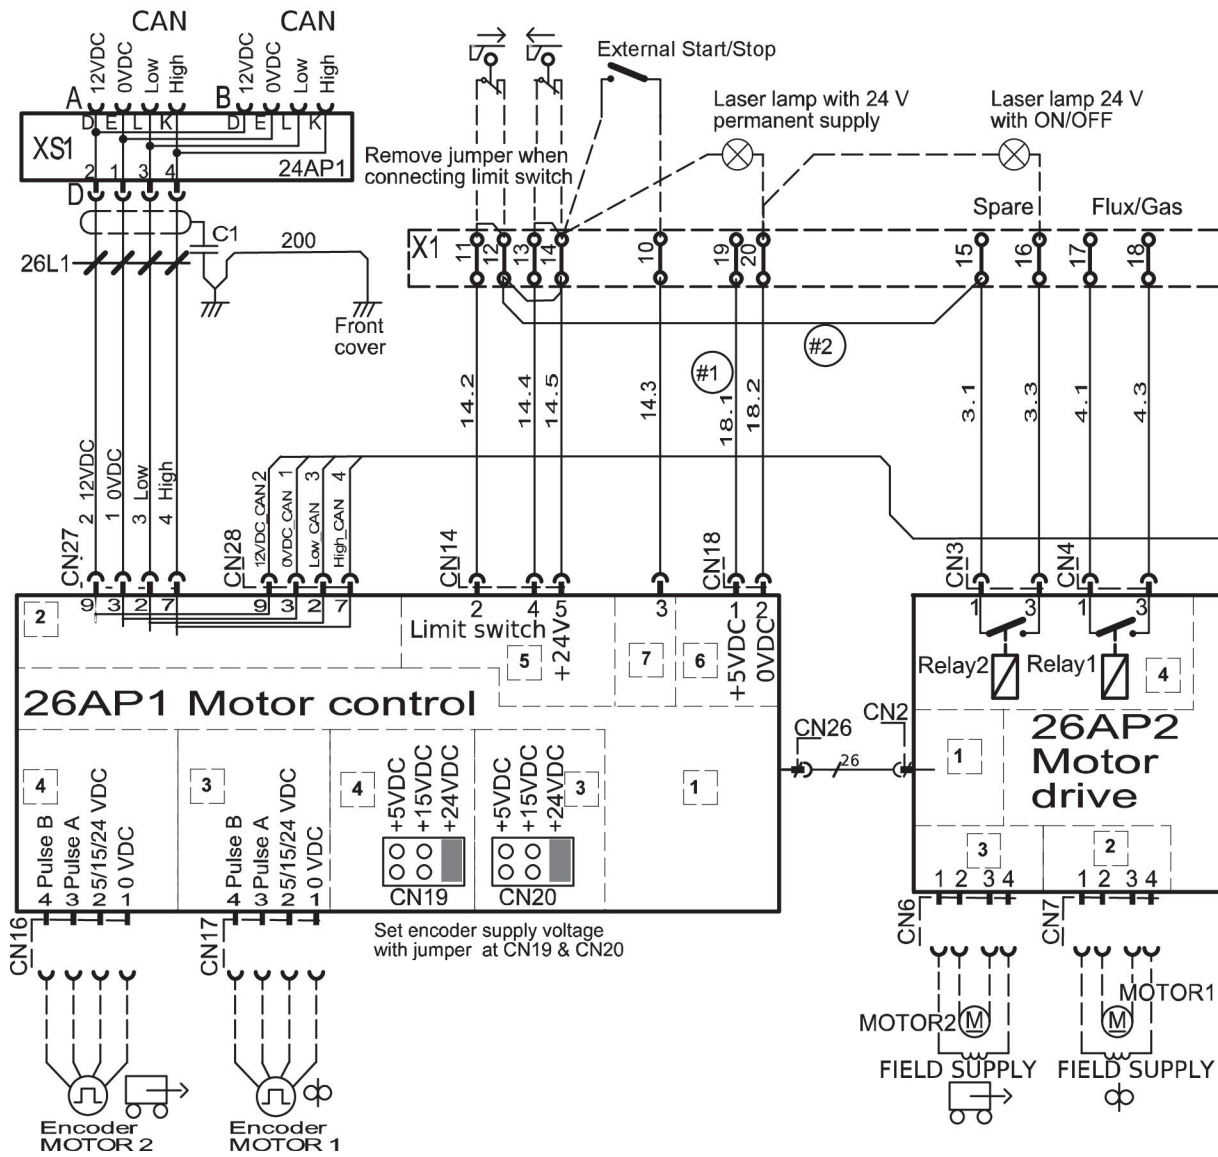 CAN
CAN
12VDC
0VDC
Low
High
12VDC
0VDC
Low
High
A
B
D E L K
D E L K
XS1
2 1 3 4
24AP1
D
C1
200
26L1
Front
cover
External Start/Stop
Laser lamp with 24 V
permanent supply
Laser lamp 24 V
with ON/OFF
Remove jumper when
connecting limit switch
Spare
Flux/Gas
X1
11
12
13
14
10
19
20
15
16
17
18
#1
#2
14.2
14.4
14.5
14.3
18.1
18.2
3.1
3.3
4.1
4.3
2 12VDC
1 0VDC
3 Low
4 High
12VDC_CAN 2
0VDC_CAN 1
Low_CAN 3
High_CAN 4
CN27
CN28
CN14
CN18
CN3
CN4
9 3 2 7
9 3 2 7
2 4 5
3
1 2
1 3
1 3
2
Limit switch
+24V
5
7
6
+5VDC
0VDC
Relay2
Relay1
4
26AP1 Motor control
CN26
CN2
26
1
26AP2
Motor
drive
4
3
4
3
1
4 Pulse B
3 Pulse A
2 5/15/24 VDC
1 0 VDC
4 Pulse B
3 Pulse A
2 5/15/24 VDC
1 0 VDC
+5VDC
+15VDC
+24VDC
+5VDC
+15VDC
+24VDC
CN19
CN20
3
2
1 2 3 4
1 2 3 4
CN16
CN17
CN6
CN7
Set encoder supply voltage
with jumper at CN19 & CN20
MOTOR2
M
MOTOR1
M
FIELD SUPPLY
FIELD SUPPLY
Encoder
MOTOR 2
Encoder
MOTOR 1